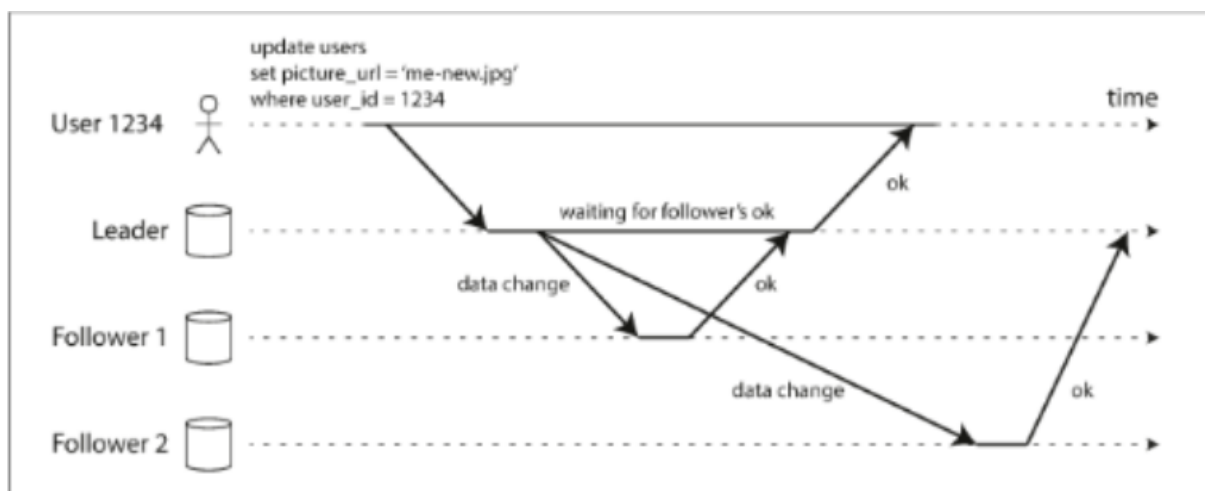 update users
set picture_url = 'me-new.jpg'
where user_id = 1234
time
User 1234
ok
waiting for follower's ok
Leader
data change
ok
Follower 1
data change
ok
Follower 2